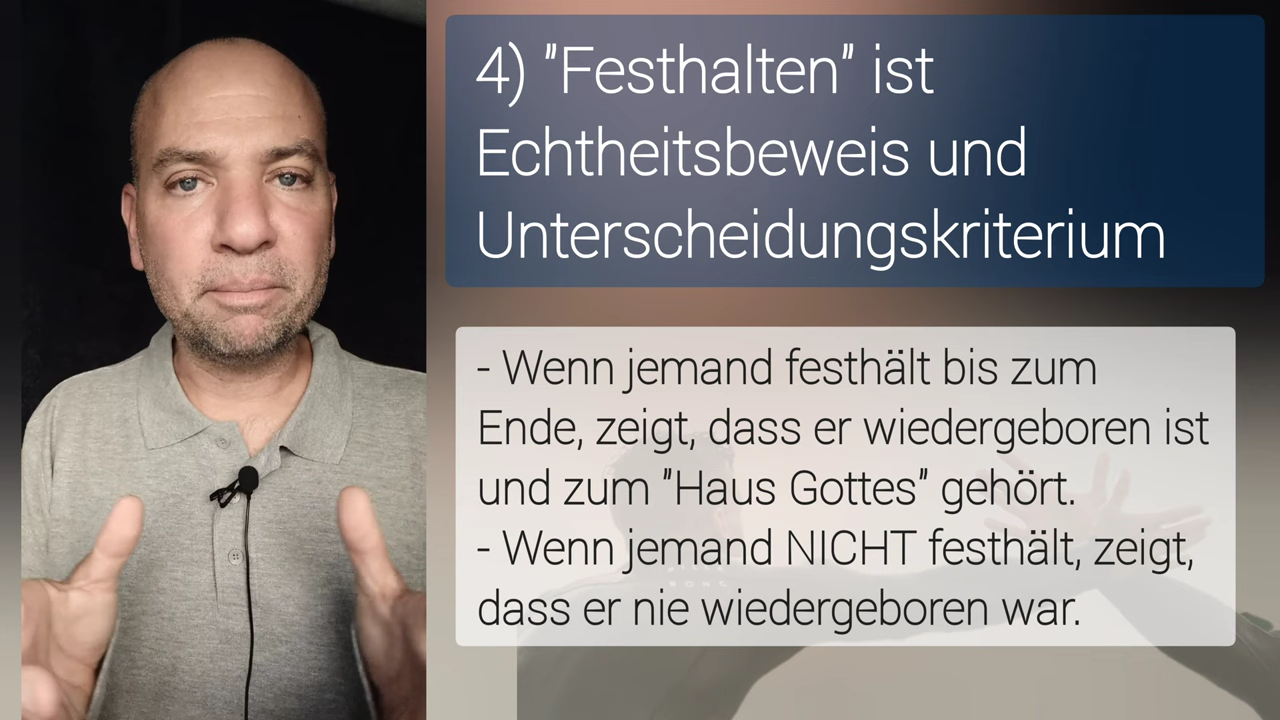 4) "Festhalten" ist
Echtheitsbeweis und
Unterscheidungskriterium
- Wenn jemand festhält bis zum
Ende, zeigt, dass er wiedergeboren ist
und zum "Haus Gottes" gehört.
- Wenn jemand NICHT festhält, zeigt,
dass er nie wiedergeboren war.